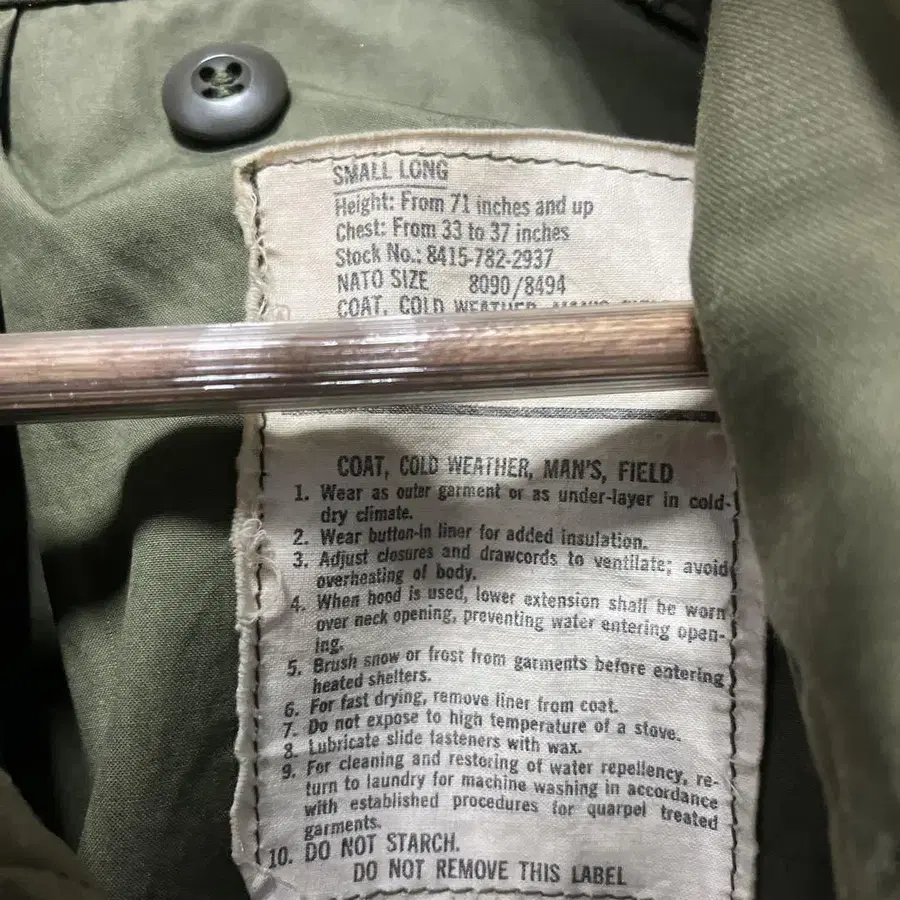 SMALL LONG
Height: From 71 inches and up
Chest: From 33 to 37 inches
Stock No.: 8415-782-2937
NATO SIZE 8090/8494
COAT, COLD WEATHER, MAN'S
COAT, COLD WEATHER, MAN'S, FIELD
1. Wear as outer garment or as under-layer in cold-
dry climate.
2. Wear button-in liner for added insulation.
3. Adjust closures and drawcords to ventilate; avoid
overheating of body.
4. When hood is used, lower extension shall be worn
over neck opening, preventing water entering open-
ing.
5. Brush snow or frost from garments before entering
heated shelters.
6. For fast drying, remove liner from coat.
7. Do not expose to high temperature of a stove.
8. Lubricate slide fasteners with wax.
9. For cleaning and restoring of water repellency, re-
turn to laundry for machine washing in accordance
with established procedures for quarpel treated
garments.
10. DO NOT STARCH.
DO NOT REMOVE THIS LABEL